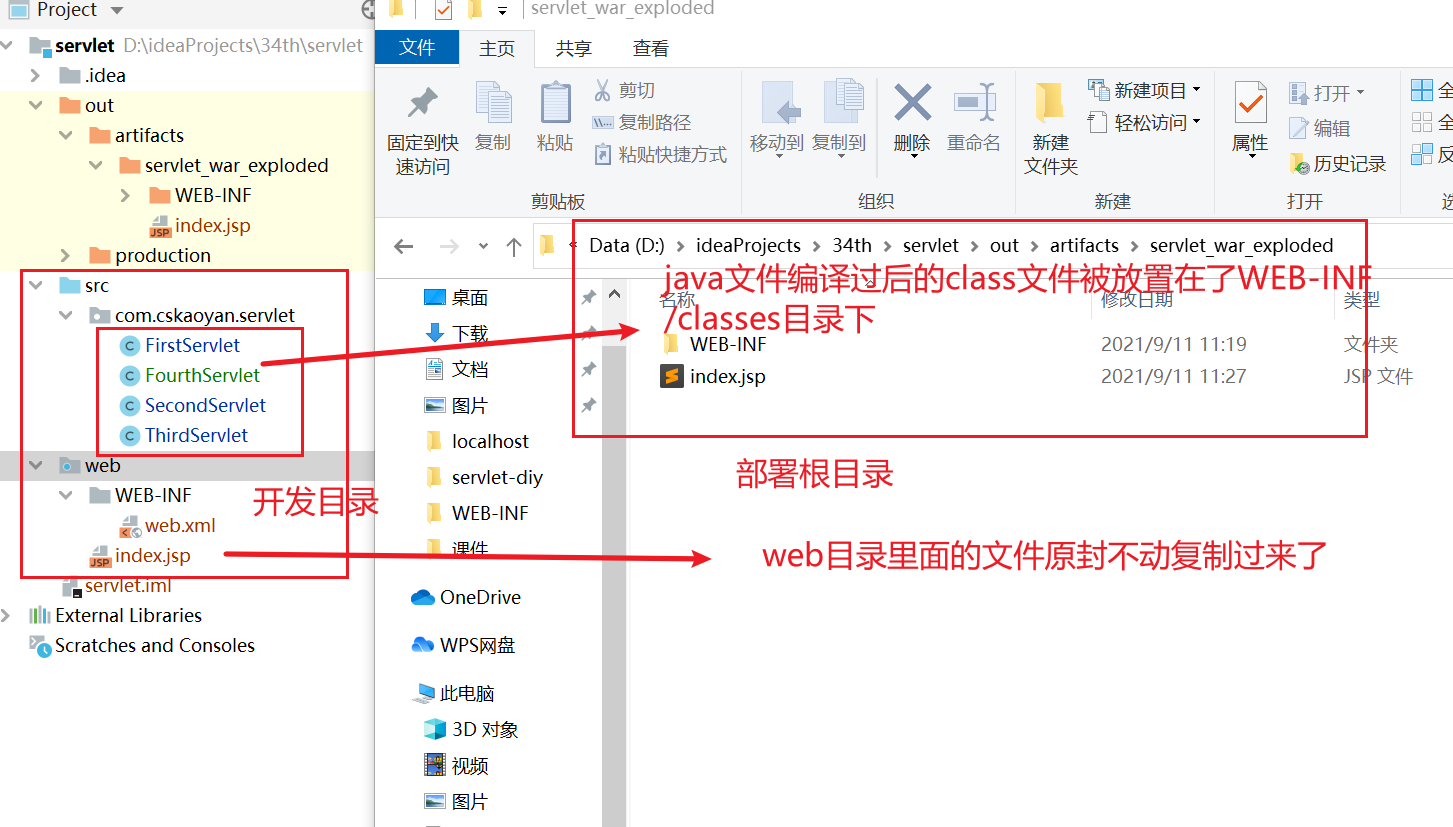 Project
servlet D:\ideaProjects\34th\servlet
.idea
out
artifacts
servlet_war_exploded
WEB-INF
index.jsp
production
src
com.cskaoyan.servlet
FirstServlet
FourthServlet
SecondServlet
ThirdServlet
web
WEB-INF
web.xml
index.jsp
servlet.iml
External Libraries
Scratches and Consoles
开发目录
servlet_war_exploded
文件 主页 共享 查看
固定到快
速访问
复制
粘贴
剪切
复制路径
粘贴快捷方式
剪贴板
移动到 复制到
删除 重命名
组织
新建
文件夹
新建项目
轻松访问
新建
属性
打开
编辑
历史记录
打开
全
全
反
Data (D:) ideaProjects 34th servlet out artifacts servlet_war_exploded
java文件编译过后的class文件被放置在了WEB-INF
/classes目录下
名称 修改日期 类型
WEB-INF 2021/9/11 11:19 文件夹
index.jsp 2021/9/11 11:27 JSP 文件
部署根目录
web目录里面的文件原封不动复制过来了
桌面
下载
文档
图片
localhost
servlet-diy
WEB-INF
课件
OneDrive
WPS网盘
此电脑
3D 对象
视频
图片